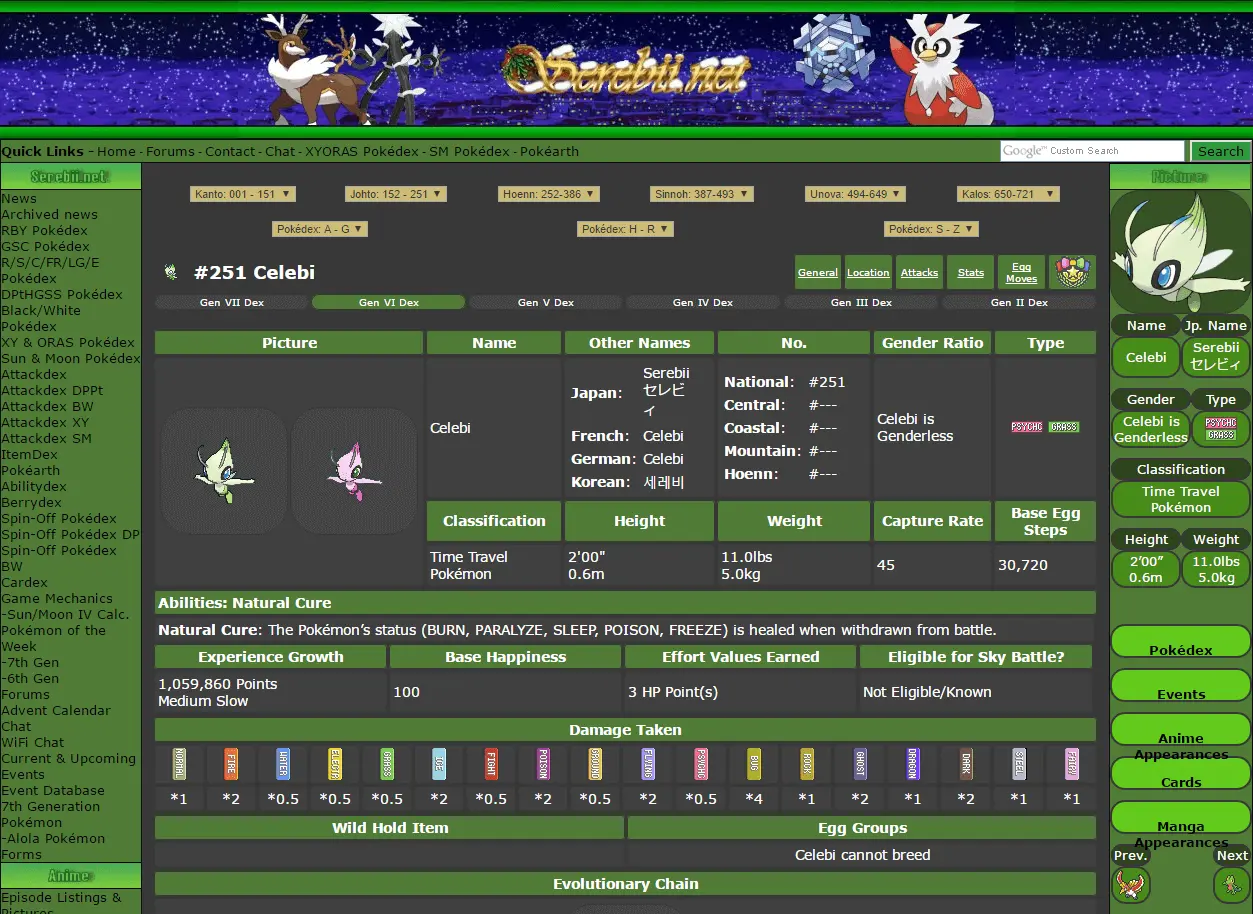 Serebii.net
Quick Links - Home - Forums - Contact - Chat - XYORAS Pokédex - SM Pokédex - Pokéarth
Google™ Custom Search
Search
Serebii.net
News
Archived news
RBY Pokédex
GSC Pokédex
R/S/C/FR/LG/E
Pokédex
DPtHGSS Pokédex
Black/White
Pokédex
XY & ORAS Pokédex
Sun & Moon Pokédex
Attackdex
Attackdex DPPt
Attackdex BW
Attackdex XY
Attackdex SM
ItemDex
Pokéarth
Abilitydex
Berrydex
Spin-Off Pokédex
Spin-Off Pokédex DP
Spin-Off Pokédex
BW
Cardex
Game Mechanics
-Sun/Moon IV Calc.
Pokémon of the
Week
-7th Gen
-6th Gen
Forums
Advent Calendar
Chat
WiFi Chat
Current & Upcoming
Events
Event Database
7th Generation
Pokémon
-Alola Pokémon
Forms
Anime
Episode Listings &
Pictures
Kanto: 001 - 151 ▼
Johto: 152 - 251 ▼
Hoenn: 252-386 ▼
Sinnoh: 387-493 ▼
Unova: 494-649 ▼
Kalos: 650-721 ▼
Pokédex: A - G ▼
Pokédex: H - R ▼
Pokédex: S - Z ▼
#251 Celebi
General
Location
Attacks
Stats
Egg
Moves
Gen VII Dex
Gen VI Dex
Gen V Dex
Gen IV Dex
Gen III Dex
Gen II Dex
Picture
Name
Other Names
No.
Gender Ratio
Type
Celebi
Japan: Serebii
セレビ
ィ
French: Celebi
German: Celebi
Korean: 세레비
National: #251
Central: #---
Coastal: #---
Mountain: #---
Hoenn: #---
Celebi is
Genderless
PSYCHC GRASS
Classification
Height
Weight
Capture Rate
Base Egg
Steps
Time Travel
Pokémon
2'00"
0.6m
11.0lbs
5.0kg
45
30,720
Abilities: Natural Cure
Natural Cure: The Pokémon’s status (BURN, PARALYZE, SLEEP, POISON, FREEZE) is healed when withdrawn from battle.
Experience Growth
Base Happiness
Effort Values Earned
Eligible for Sky Battle?
1,059,860 Points
Medium Slow
100
3 HP Point(s)
Not Eligible/Known
Damage Taken
NORMAL FIRE WATER ELECTR GRASS ICE FIGHT POISON GROUND FLYING PSYCHC BUG ROCK GHOST DRAGON DARK STEEL FAIRY
*1 *2 *0.5 *0.5 *0.5 *2 *0.5 *2 *0.5 *2 *0.5 *4 *1 *2 *1 *2 *1 *1
Wild Hold Item
Egg Groups
Celebi cannot breed
Evolutionary Chain
Picture
Name
Jp. Name
Celebi
Serebii
セレビィ
Gender
Type
Celebi is
Genderless
PSYCHC
GRASS
Classification
Time Travel
Pokémon
Height
Weight
2’00”
0.6m
11.0lbs
5.0kg
Pokédex
Events
Anime
Appearances
Cards
Manga
Appearances
Prev.
Next